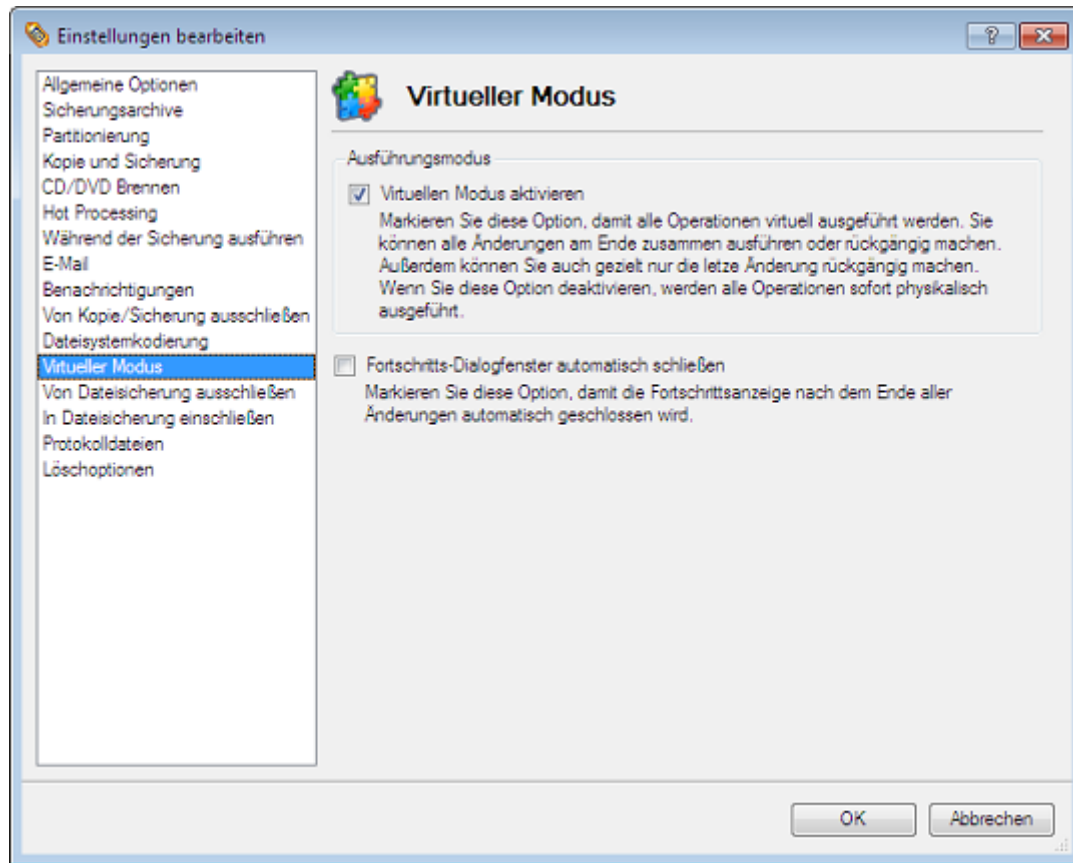 Einstellungen bearbeiten
Allgemeine Optionen
Sicherungsarchive
Partitionierung
Kopie und Sicherung
CD/DVD Brennen
Hot Processing
Während der Sicherung ausführen
E-Mail
Benachrichtigungen
Von Kopie/Sicherung ausschließen
Dateisystemkodierung
Virtueller Modus
Von Dateisicherung ausschließen
In Dateisicherung einschließen
Protokolldateien
Löschoptionen
Virtueller Modus
Ausführungsmodus
Virtuellen Modus aktivieren
Markieren Sie diese Option, damit alle Operationen virtuell ausgeführt werden. Sie
können alle Änderungen am Ende zusammen ausführen oder rückgängig machen.
Außerdem können Sie auch gezielt nur die letze Änderung rückgängig machen.
Wenn Sie diese Option deaktivieren, werden alle Operationen sofort physikalisch
ausgeführt.
Fortschritts-Dialogfenster automatisch schließen
Markieren Sie diese Option, damit die Fortschrittsanzeige nach dem Ende aller
Änderungen automatisch geschlossen wird.
OK
Abbrechen